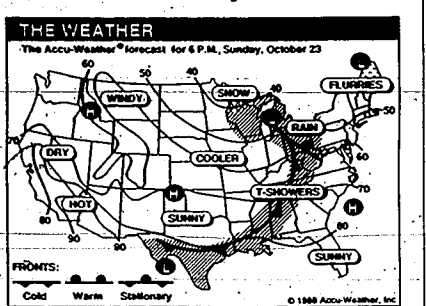 THE WEATHER
The Accu-Weather® forecast for 6 P.M., Sunday, October 23
60
50
40
L
WINDY
SNOW
40
FLURRIES
H
L
50
70
RAIN
DRY
COOLER
60
70
H
T-SHOWERS
H
HOT
SUNNY
80
80
90
90
L
SUNNY
FRONTS:
Cold Warm Stationary
© 1988 Accu-Weather, Inc.